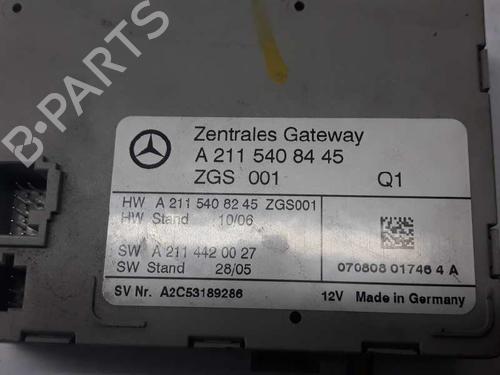 Zentrales Gateway
A 211 540 84 45
ZGS 001 Q1
HW A 211 540 82 45 ZGS001
HW Stand 10/06
SW A 211 442 00 27
SW Stand 28/05
070808 01746 4 A
SV Nr. A2C53189286 12V Made in Germany
B PARTS